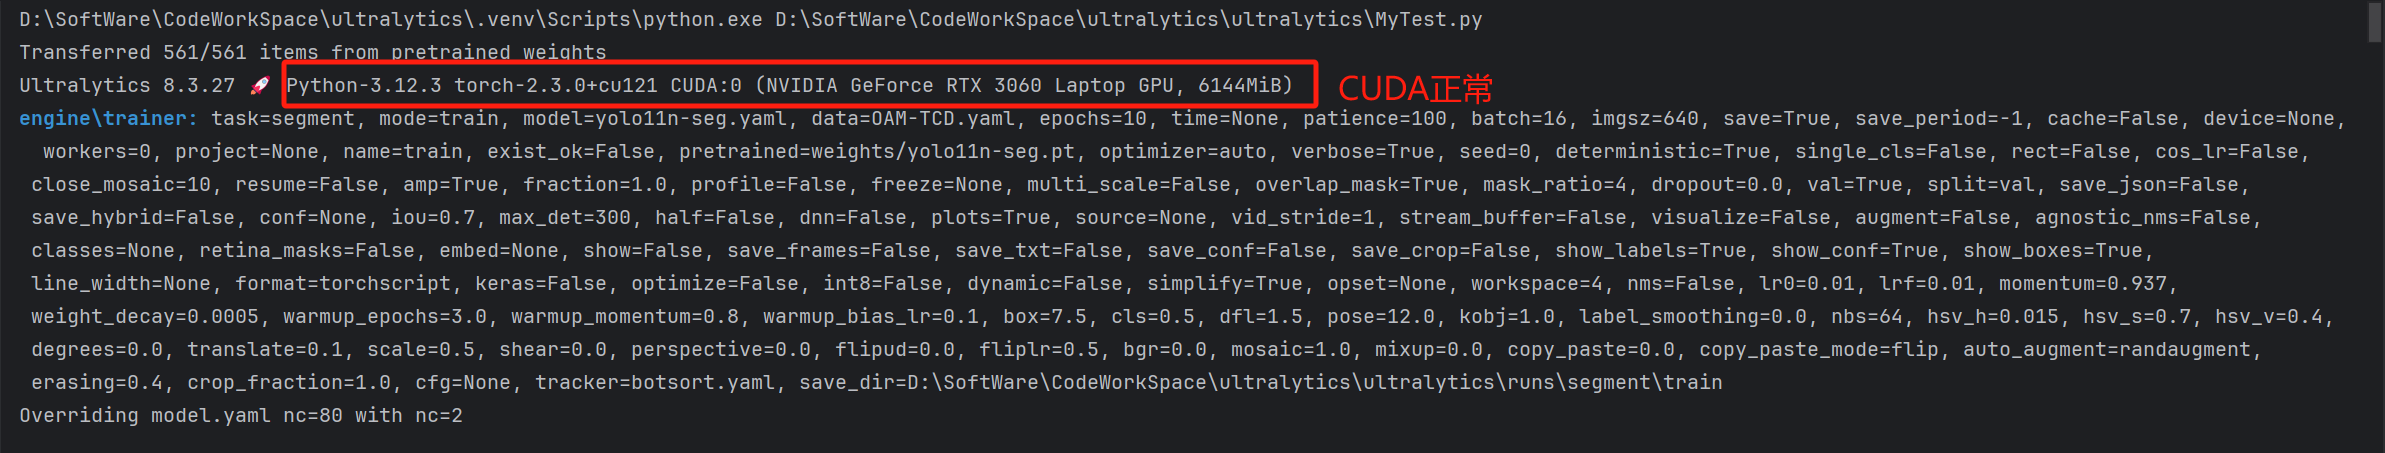 D:\SoftWare\CodeWorkSpace\ultralytics\.venv\Scripts\python.exe D:\SoftWare\CodeWorkSpace\ultralytics\ultralytics\MyTest.py
Transferred 561/561 items from pretrained weights
Ultralytics 8.3.27 🚀 Python-3.12.3 torch-2.3.0+cu121 CUDA:0 (NVIDIA GeForce RTX 3060 Laptop GPU, 6144MiB) CUDA正常
engine\trainer: task=segment, mode=train, model=yolo11n-seg.yaml, data=OAM-TCD.yaml, epochs=10, time=None, patience=100, batch=16, imgsz=640, save=True, save_period=-1, cache=False, device=None,
workers=0, project=None, name=train, exist_ok=False, pretrained=weights/yolo11n-seg.pt, optimizer=auto, verbose=True, seed=0, deterministic=True, single_cls=False, rect=False, cos_lr=False,
close_mosaic=10, resume=False, amp=True, fraction=1.0, profile=False, freeze=None, multi_scale=False, overlap_mask=True, mask_ratio=4, dropout=0.0, val=True, split=val, save_json=False,
save_hybrid=False, conf=None, iou=0.7, max_det=300, half=False, dnn=False, plots=True, source=None, vid_stride=1, stream_buffer=False, visualize=False, augment=False, agnostic_nms=False,
classes=None, retina_masks=False, embed=None, show=False, save_frames=False, save_txt=False, save_conf=False, save_crop=False, show_labels=True, show_conf=True, show_boxes=True,
line_width=None, format=torchscript, keras=False, optimize=False, int8=False, dynamic=False, simplify=True, opset=None, workspace=4, nms=False, lr0=0.01, lrf=0.01, momentum=0.937,
weight_decay=0.0005, warmup_epochs=3.0, warmup_momentum=0.8, warmup_bias_lr=0.1, box=7.5, cls=0.5, dfl=1.5, pose=12.0, kobj=1.0, label_smoothing=0.0, nbs=64, hsv_h=0.015, hsv_s=0.7, hsv_v=0.4,
degrees=0.0, translate=0.1, scale=0.5, shear=0.0, perspective=0.0, flipud=0.0, fliplr=0.5, bgr=0.0, mosaic=1.0, mixup=0.0, copy_paste=0.0, copy_paste_mode=flip, auto_augment=randaugment,
erasing=0.4, crop_fraction=1.0, cfg=None, tracker=botsort.yaml, save_dir=D:\SoftWare\CodeWorkSpace\ultralytics\ultralytics\runs\segment\train
Overriding model.yaml nc=80 with nc=2